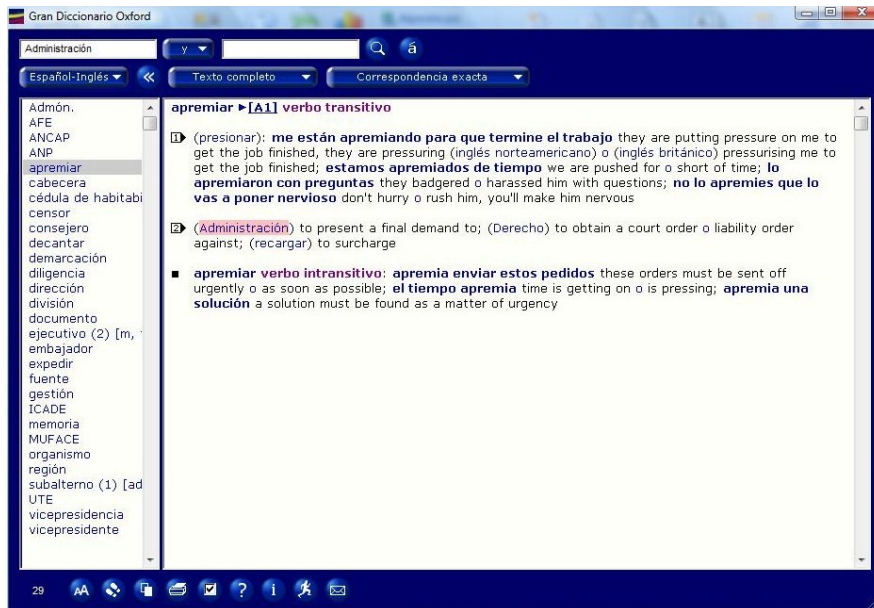 Gran Diccionario Oxford
Administración
y
á
Español-Inglés
«
Texto completo
Correspondencia exacta
Admón.
AFE
ANCAP
ANP
apremiar
cabecera
cédula de habitabi
censor
consejero
decantar
demarcación
diligencia
dirección
división
documento
ejecutivo (2) [m,
embajador
expedir
fuente
gestión
ICADE
memoria
MUFACE
organismo
región
subalterno (1) [ad
UTE
vicepresidencia
vicepresidente
apremiar ►[A1] verbo transitivo
1 (presionar): me están apremiando para que termine el trabajo they are putting pressure on me to
get the job finished, they are pressuring (inglés norteamericano) o (inglés británico) pressurising me to
get the job finished; estamos apremiados de tiempo we are pushed for o short of time; lo
apremiaron con preguntas they badgered o harassed him with questions; no lo apremies que lo
vas a poner nervioso don't hurry o rush him, you'll make him nervous
2 (Administración) to present a final demand to; (Derecho) to obtain a court order o liability order
against; (recargar) to surcharge
■ apremiar verbo intransitivo: apremia enviar estos pedidos these orders must be sent off
urgently o as soon as possible; el tiempo apremia time is getting on o is pressing; apremia una
solución a solution must be found as a matter of urgency
29
AA
?
i